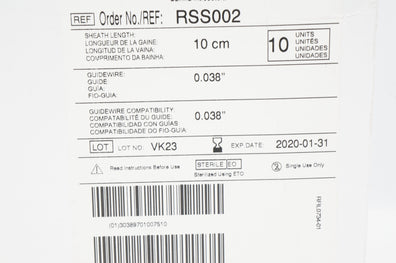 REF Order No./REF: RSS002
SHEATH LENGTH:
LONGUEUR DE LA GAINE:
LONGITUD DE LA VAINA:
COMPRIMENTO DA BAINHA:
10 cm
10 UNITS
UNITÉS
UNIDADES
UNIDADES
GUIDEWIRE:
GUIDE
GUÍA:
FIO-GUIA:
0.038"
GUIDEWIRE COMPATIBILITY:
COMPATABILITÉ DU GUIDE:
COMPATIBILIDAD CON GUÍAS
COMPATIBILIDADE DO FIO-GUIA:
0.038"
LOT LOT NO: VK23
EXP DATE: 2020-01-31
Read Instructions Before Use
STERILE EO
Sterilized Using ETO
2 Single Use Only
(01)30389701007510